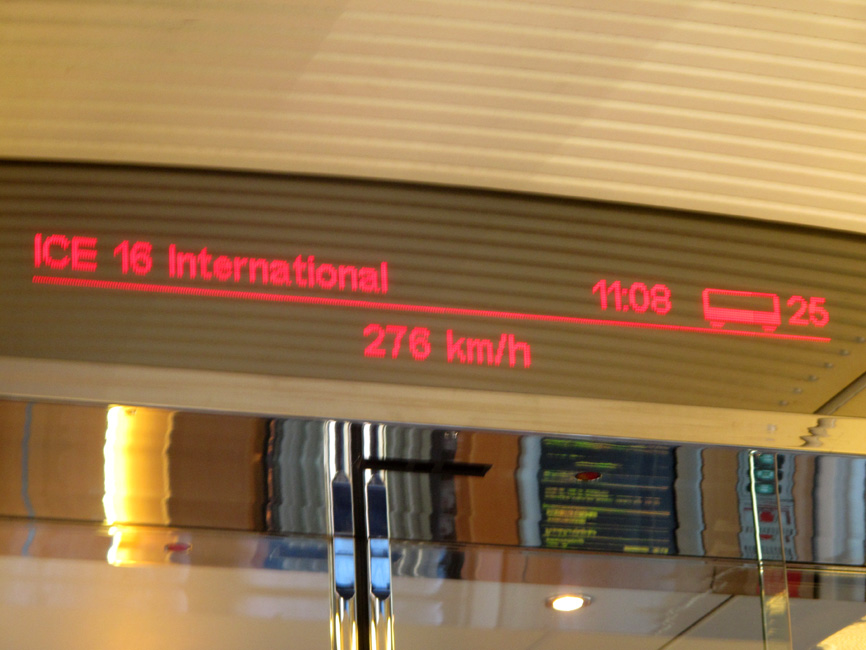 ICE 16 International 11:08 25
276 km/h